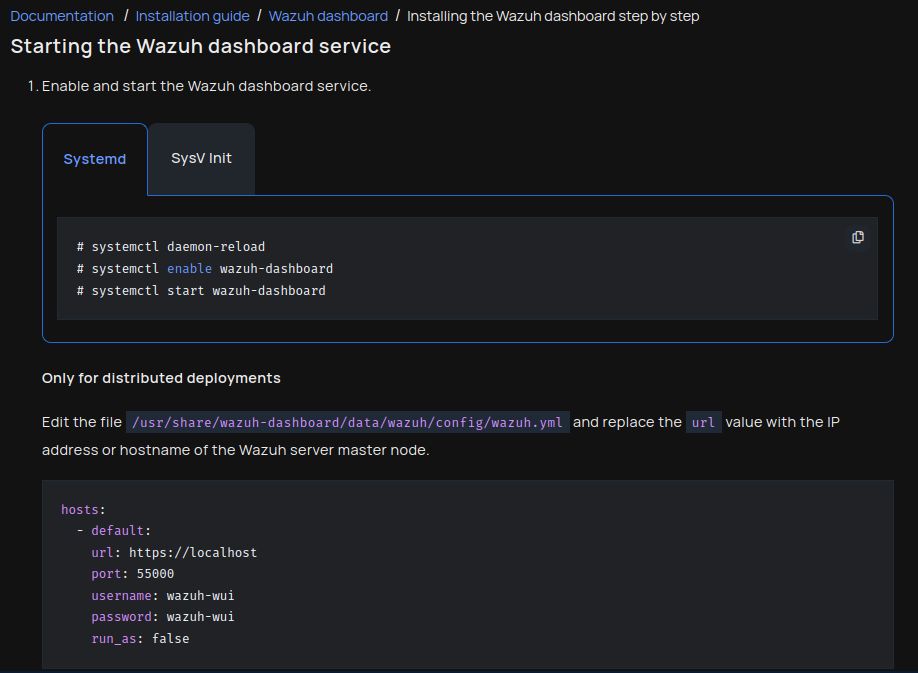 Documentation / Installation guide / Wazuh dashboard / Installing the Wazuh dashboard step by step
Starting the Wazuh dashboard service
1. Enable and start the Wazuh dashboard service.
Systemd
SysV Init
# systemctl daemon-reload
# systemctl enable wazuh-dashboard
# systemctl start wazuh-dashboard
Only for distributed deployments
Edit the file /usr/share/wazuh-dashboard/data/wazuh/config/wazuh.yml and replace the url value with the IP
address or hostname of the Wazuh server master node.
hosts:
  - default:
    url: https://localhost
    port: 55000
    username: wazuh-wui
    password: wazuh-wui
    run_as: false